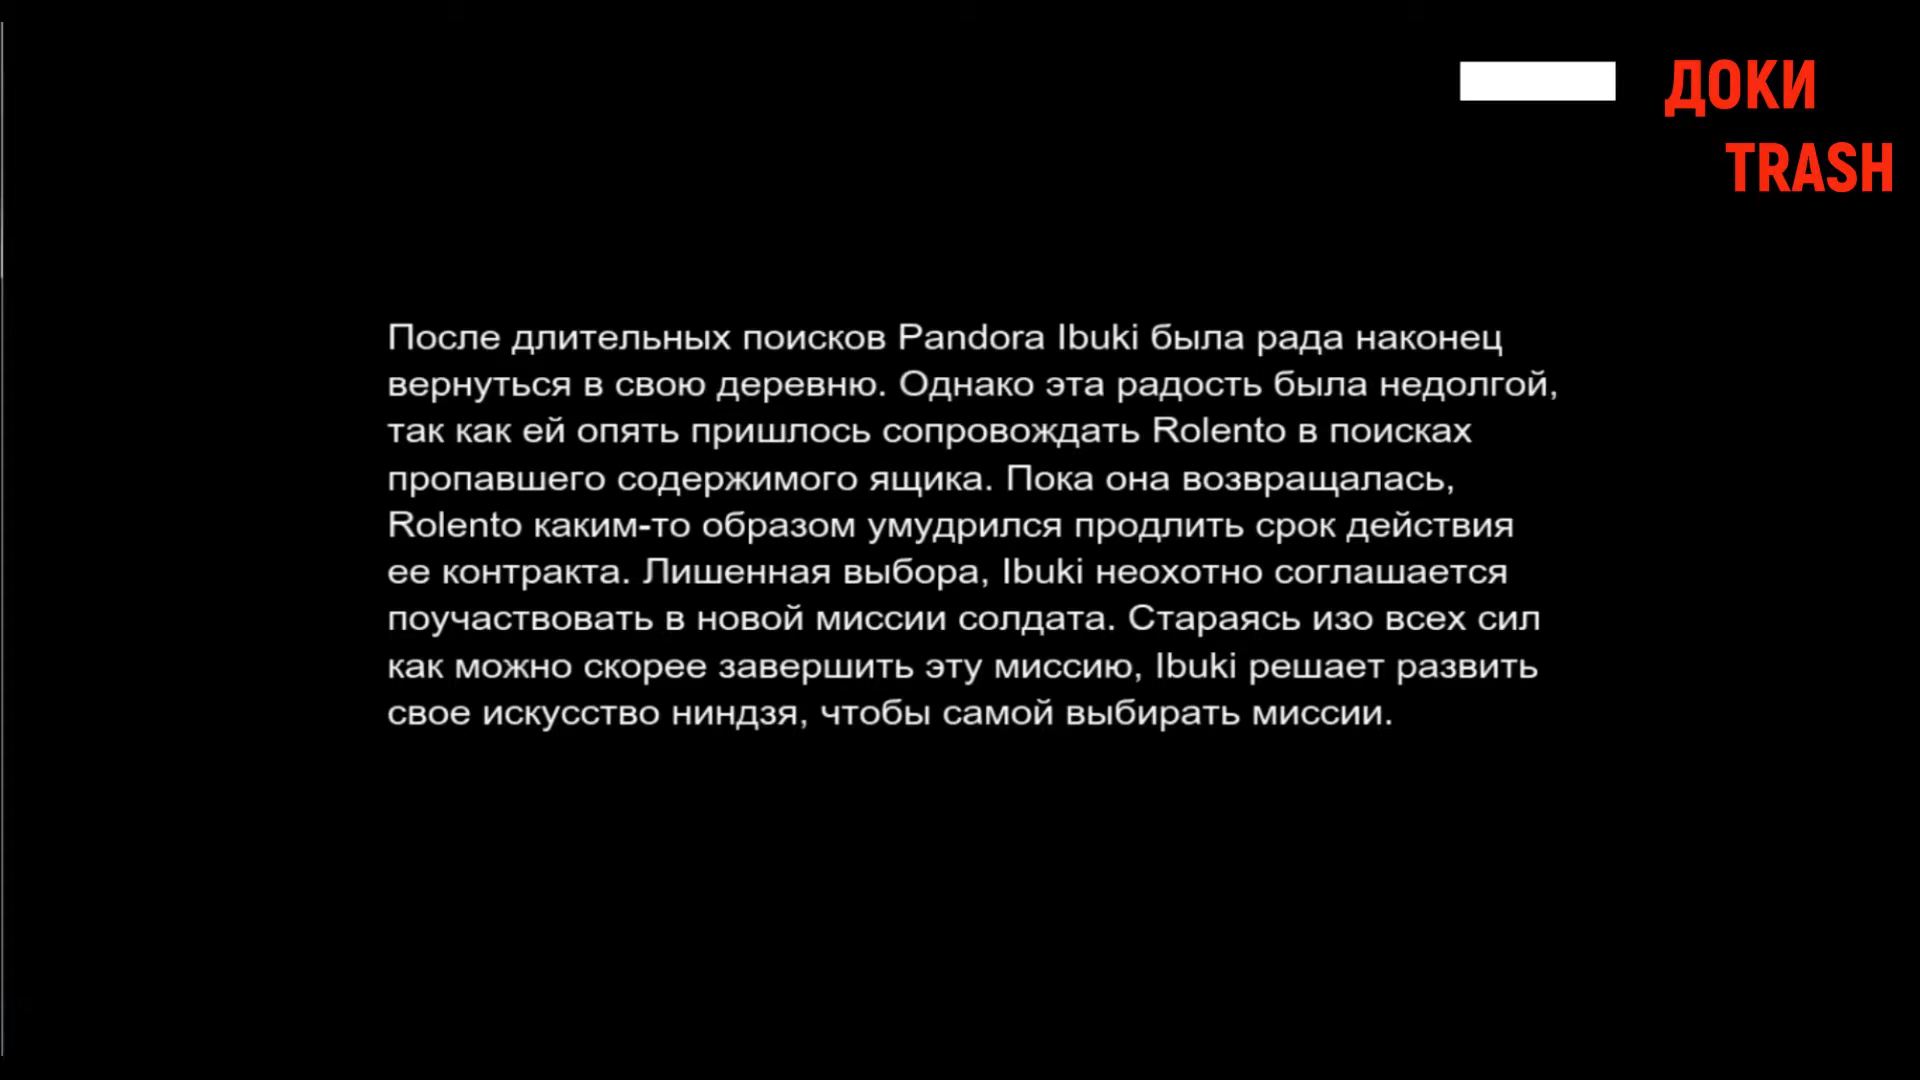 ДОКИ
TRASH
После длительных поисков Pandora Ibuki была рада наконец
вернуться в свою деревню. Однако эта радость была недолгой,
так как ей опять пришлось сопровождать Rolento в поисках
пропавшего содержимого ящика. Пока она возвращалась,
Rolento каким-то образом умудрился продлить срок действия
ее контракта. Лишенная выбора, Ibuki неохотно соглашается
поучаствовать в новой миссии солдата. Стараясь изо всех сил
как можно скорее завершить эту миссию, Ibuki решает развить
свое искусство ниндзя, чтобы самой выбирать миссии.